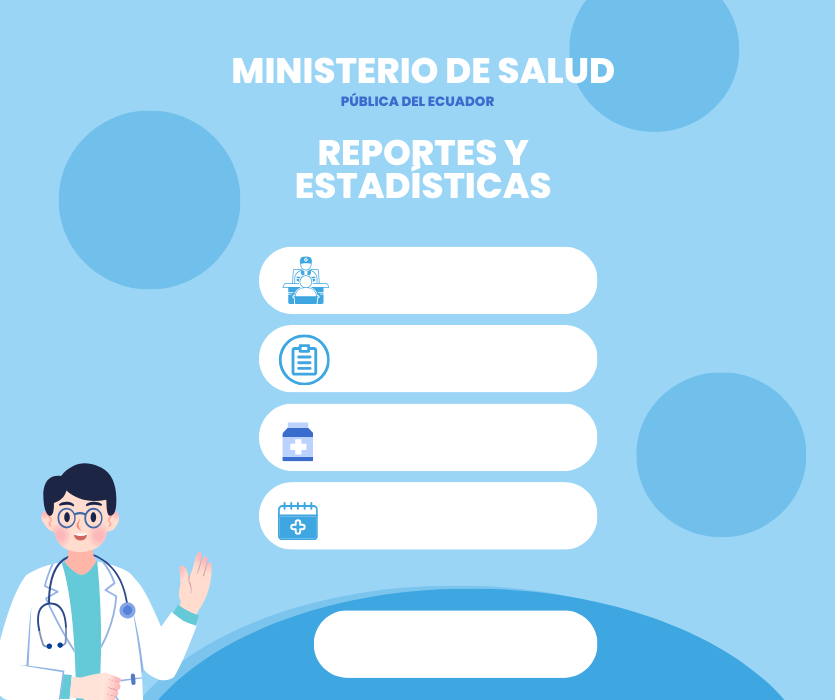 MINISTERIO DE SALUD
PÚBLICA DEL ECUADOR
REPORTES Y
ESTADÍSTICAS